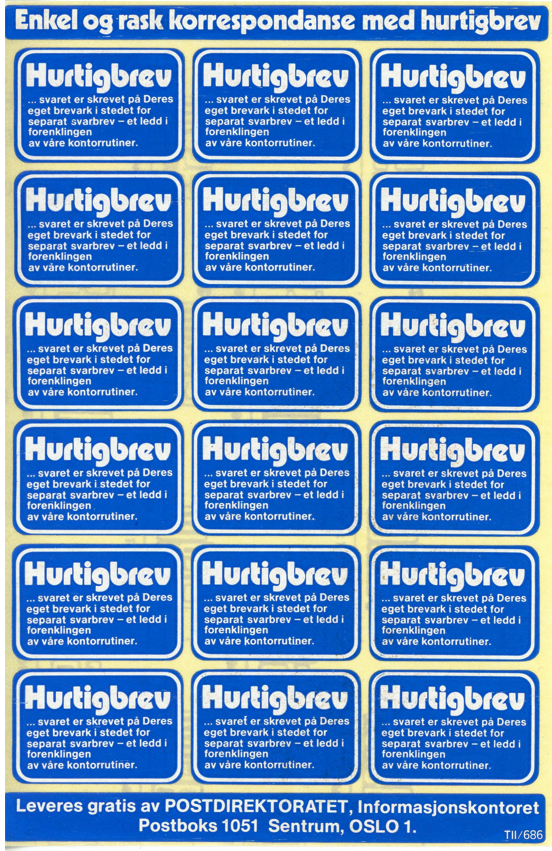 Enkel og rask korrespondanse med hurtigbrev
Hurtigbrev
... svaret er skrevet på Deres
eget brevark i stedet for
separat svarbrev – et ledd i
forenklingen
av våre kontorrutiner.
Hurtigbrev
... svaret er skrevet på Deres
eget brevark i stedet for
separat svarbrev – et ledd i
forenklingen
av våre kontorrutiner.
Hurtigbrev
... svaret er skrevet på Deres
eget brevark i stedet for
separat svarbrev – et ledd i
forenklingen
av våre kontorrutiner.
Hurtigbrev
... svaret er skrevet på Deres
eget brevark i stedet for
separat svarbrev – et ledd i
forenklingen
av våre kontorrutiner.
Hurtigbrev
... svaret er skrevet på Deres
eget brevark i stedet for
separat svarbrev – et ledd i
forenklingen
av våre kontorrutiner.
Hurtigbrev
... svaret er skrevet på Deres
eget brevark i stedet for
separat svarbrev – et ledd i
forenklingen
av våre kontorrutiner.
Hurtigbrev
... svaret er skrevet på Deres
eget brevark i stedet for
separat svarbrev – et ledd i
forenklingen
av våre kontorrutiner.
Hurtigbrev
... svaret er skrevet på Deres
eget brevark i stedet for
separat svarbrev – et ledd i
forenklingen
av våre kontorrutiner.
Hurtigbrev
... svaret er skrevet på Deres
eget brevark i stedet for
separat svarbrev – et ledd i
forenklingen
av våre kontorrutiner.
Hurtigbrev
... svaret er skrevet på Deres
eget brevark i stedet for
separat svarbrev – et ledd i
forenklingen
av våre kontorrutiner.
Hurtigbrev
... svaret er skrevet på Deres
eget brevark i stedet for
separat svarbrev – et ledd i
forenklingen
av våre kontorrutiner.
Hurtigbrev
... svaret er skrevet på Deres
eget brevark i stedet for
separat svarbrev – et ledd i
forenklingen
av våre kontorrutiner.
Hurtigbrev
... svaret er skrevet på Deres
eget brevark i stedet for
separat svarbrev – et ledd i
forenklingen
av våre kontorrutiner.
Hurtigbrev
... svaret er skrevet på Deres
eget brevark i stedet for
separat svarbrev – et ledd i
forenklingen
av våre kontorrutiner.
Hurtigbrev
... svaret er skrevet på Deres
eget brevark i stedet for
separat svarbrev – et ledd i
forenklingen
av våre kontorrutiner.
Hurtigbrev
... svaret er skrevet på Deres
eget brevark i stedet for
separat svarbrev – et ledd i
forenklingen
av våre kontorrutiner.
Hurtigbrev
... svaret er skrevet på Deres
eget brevark i stedet for
separat svarbrev – et ledd i
forenklingen
av våre kontorrutiner.
Hurtigbrev
... svaret er skrevet på Deres
eget brevark i stedet for
separat svarbrev – et ledd i
forenklingen
av våre kontorrutiner.
Leveres gratis av POSTDIREKTORATET, Informasjonskontoret
Postboks 1051 Sentrum, OSLO 1.
TII/686